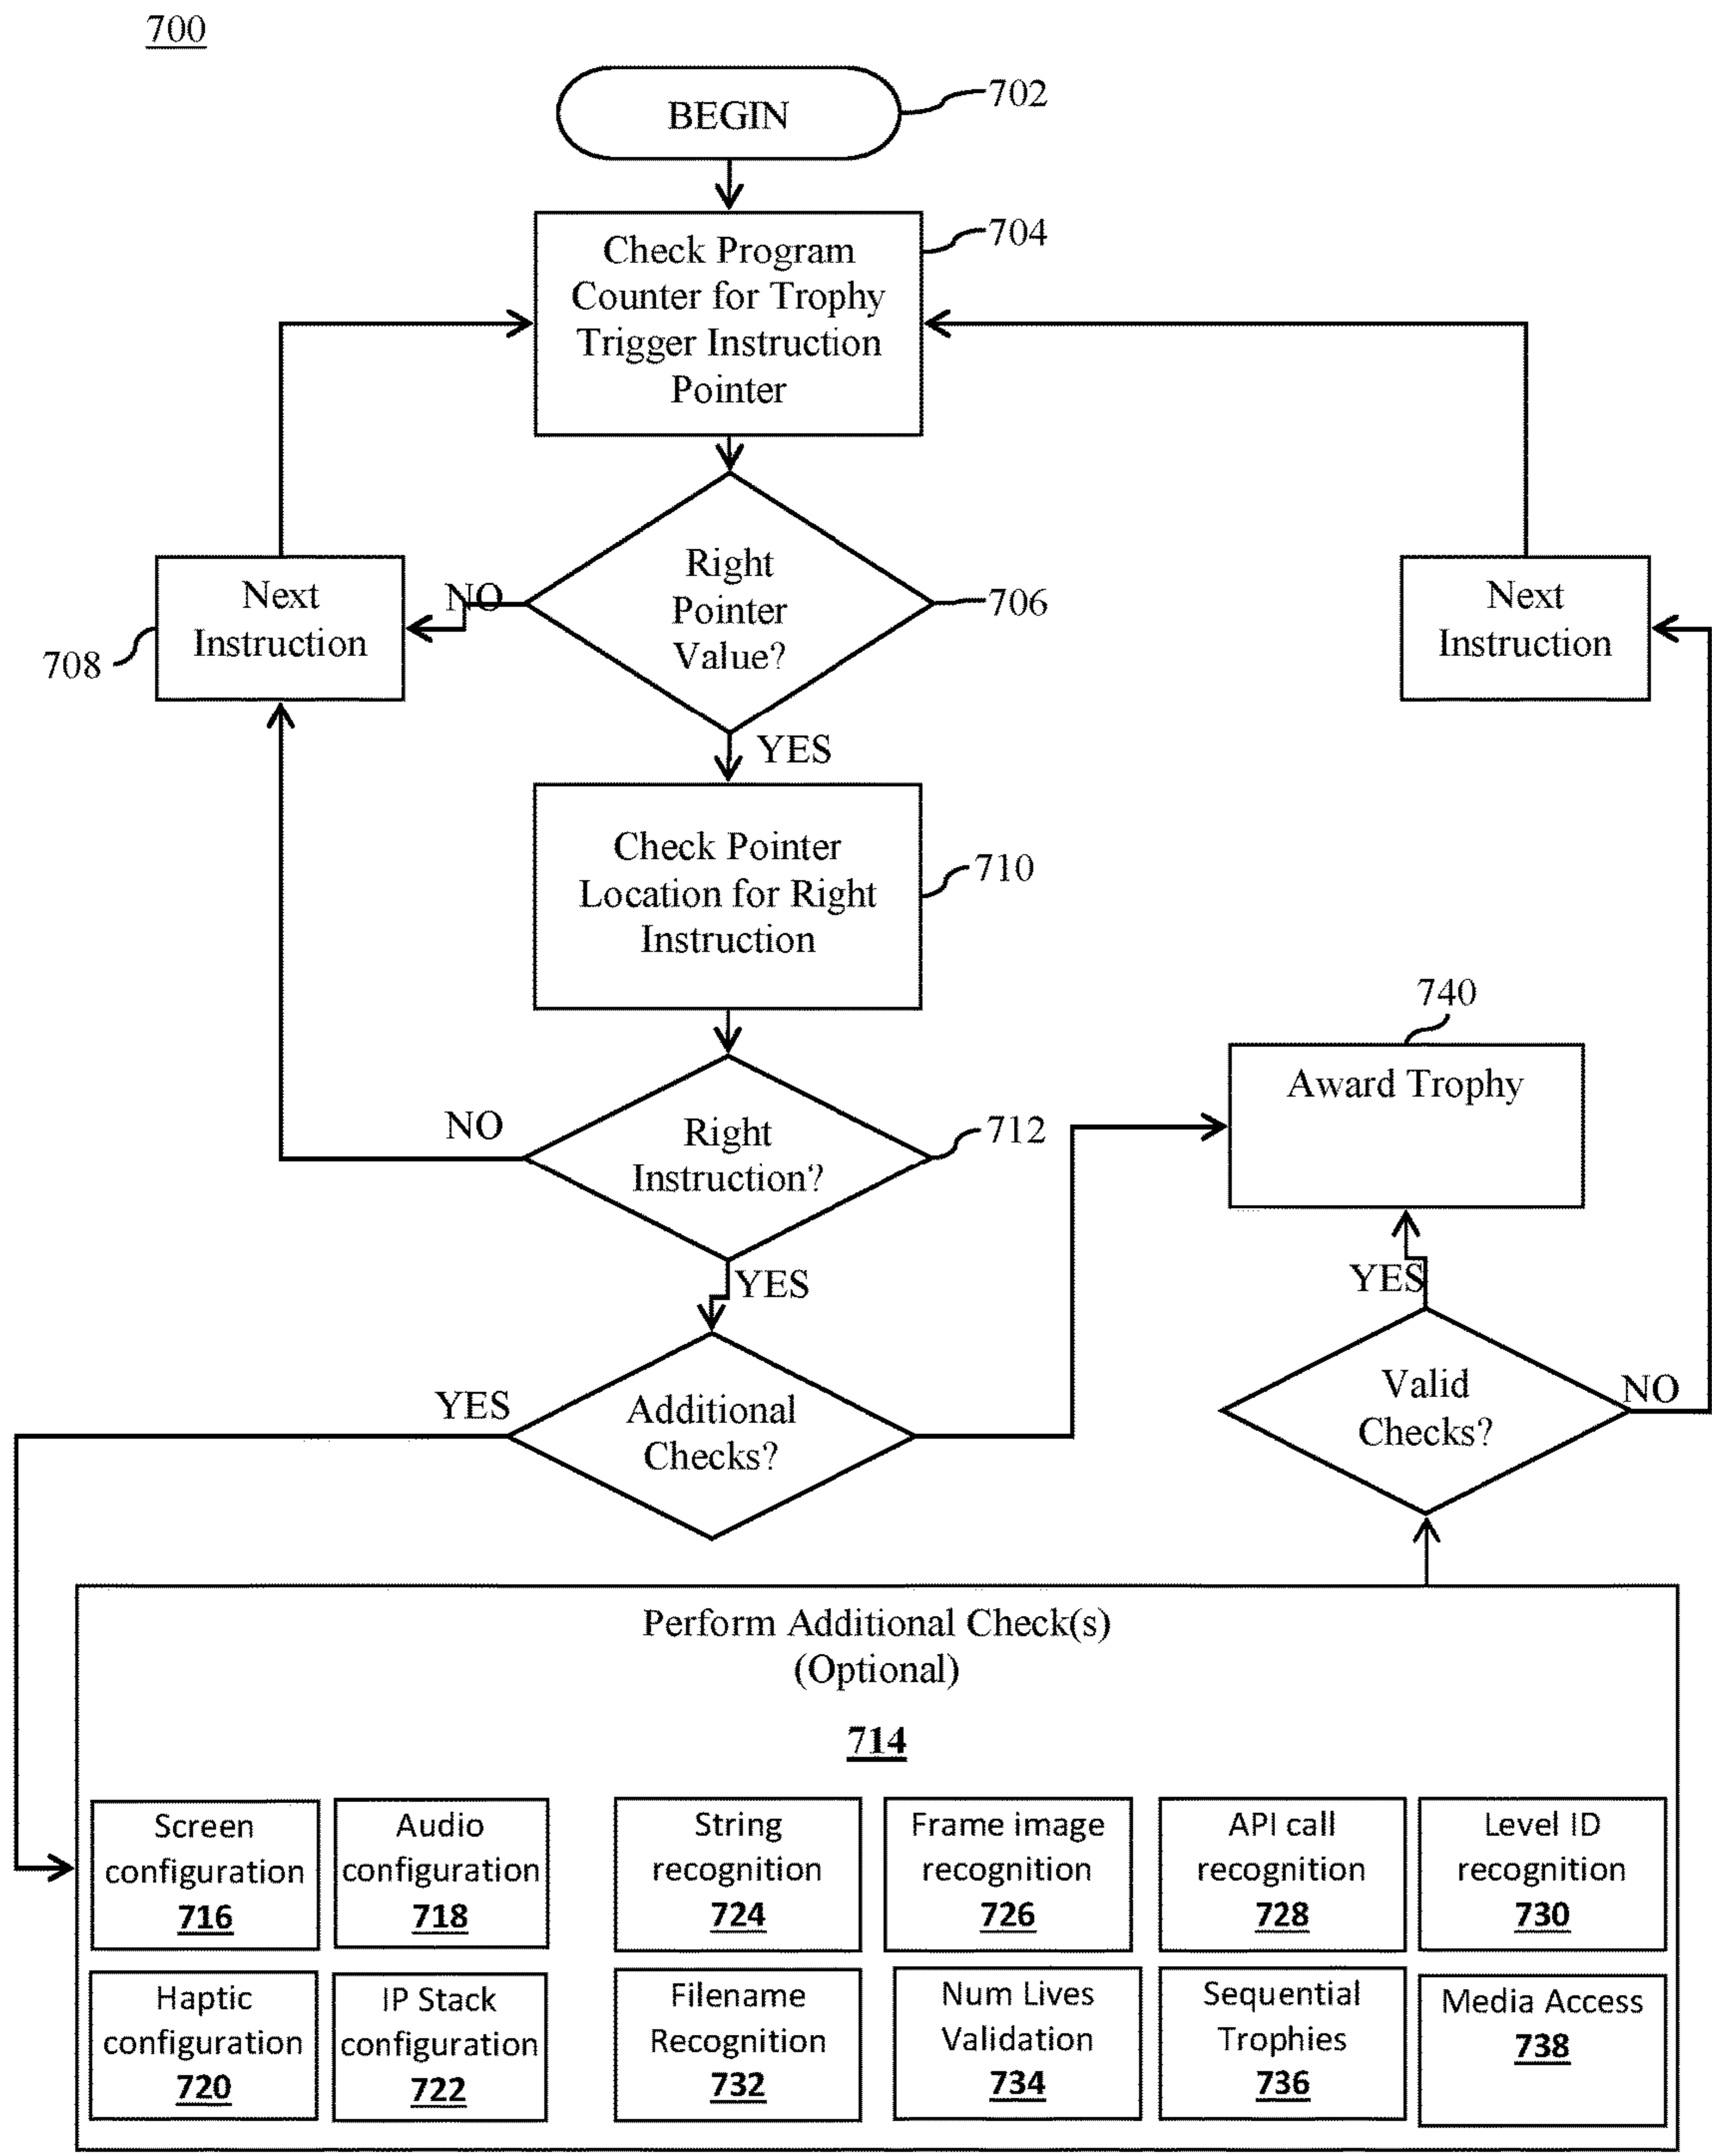 700
BEGIN
702
Check Program
Counter for Trophy
Trigger Instruction
Pointer
704
Next
Instruction
708
NO
Right
Pointer
Value?
706
Next
Instruction
YES
Check Pointer
Location for Right
Instruction
710
740
Award Trophy
NO
Right
Instruction?
712
YES
YES
YES
Additional
Checks?
Valid
Checks?
NO
Perform Additional Check(s)
(Optional)
714
Screen
configuration
716
Audio
configuration
718
String
recognition
724
Frame image
recognition
726
API call
recognition
728
Level ID
recognition
730
Haptic
configuration
720
IP Stack
configuration
722
Filename
Recognition
732
Num Lives
Validation
734
Sequential
Trophies
736
Media Access
738